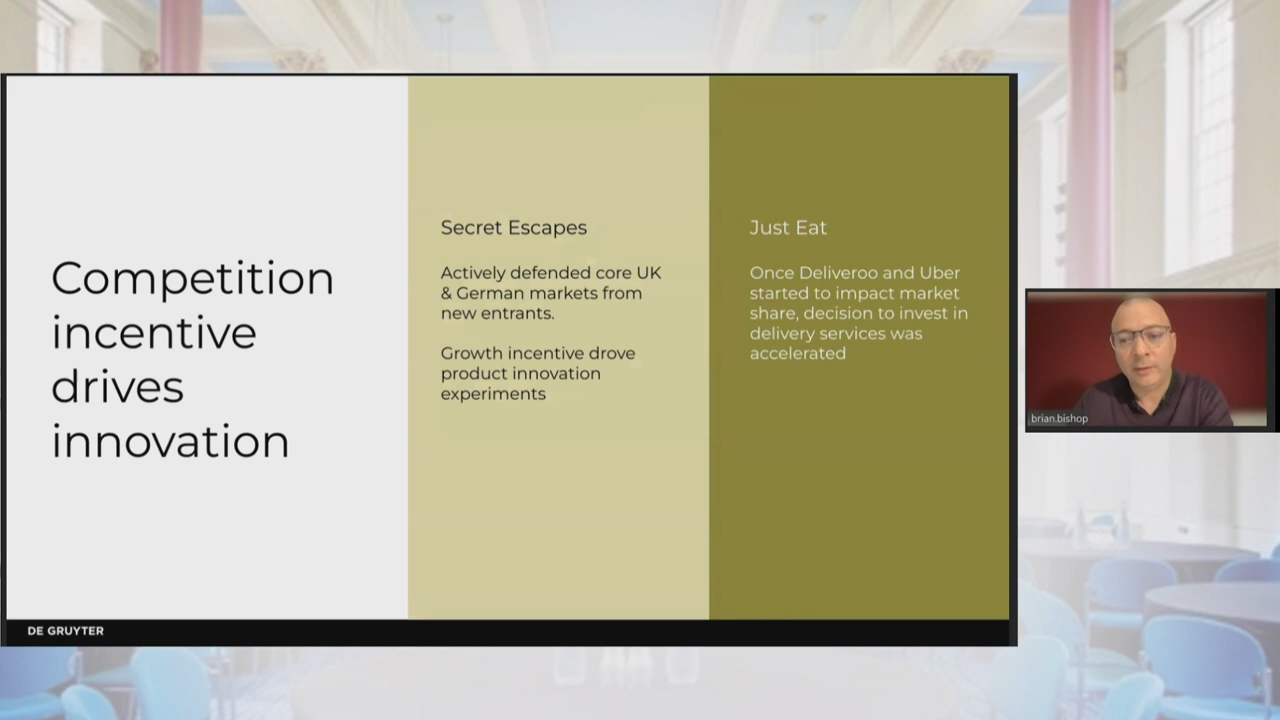 Competition
incentive
drives
innovation
Secret Escapes
Actively defended core UK
& German markets from
new entrants.
Growth incentive drove
product innovation
experiments
Just Eat
Once Deliveroo and Uber
started to impact market
share, decision to invest in
delivery services was
accelerated
brian.bishop
DE GRUYTER